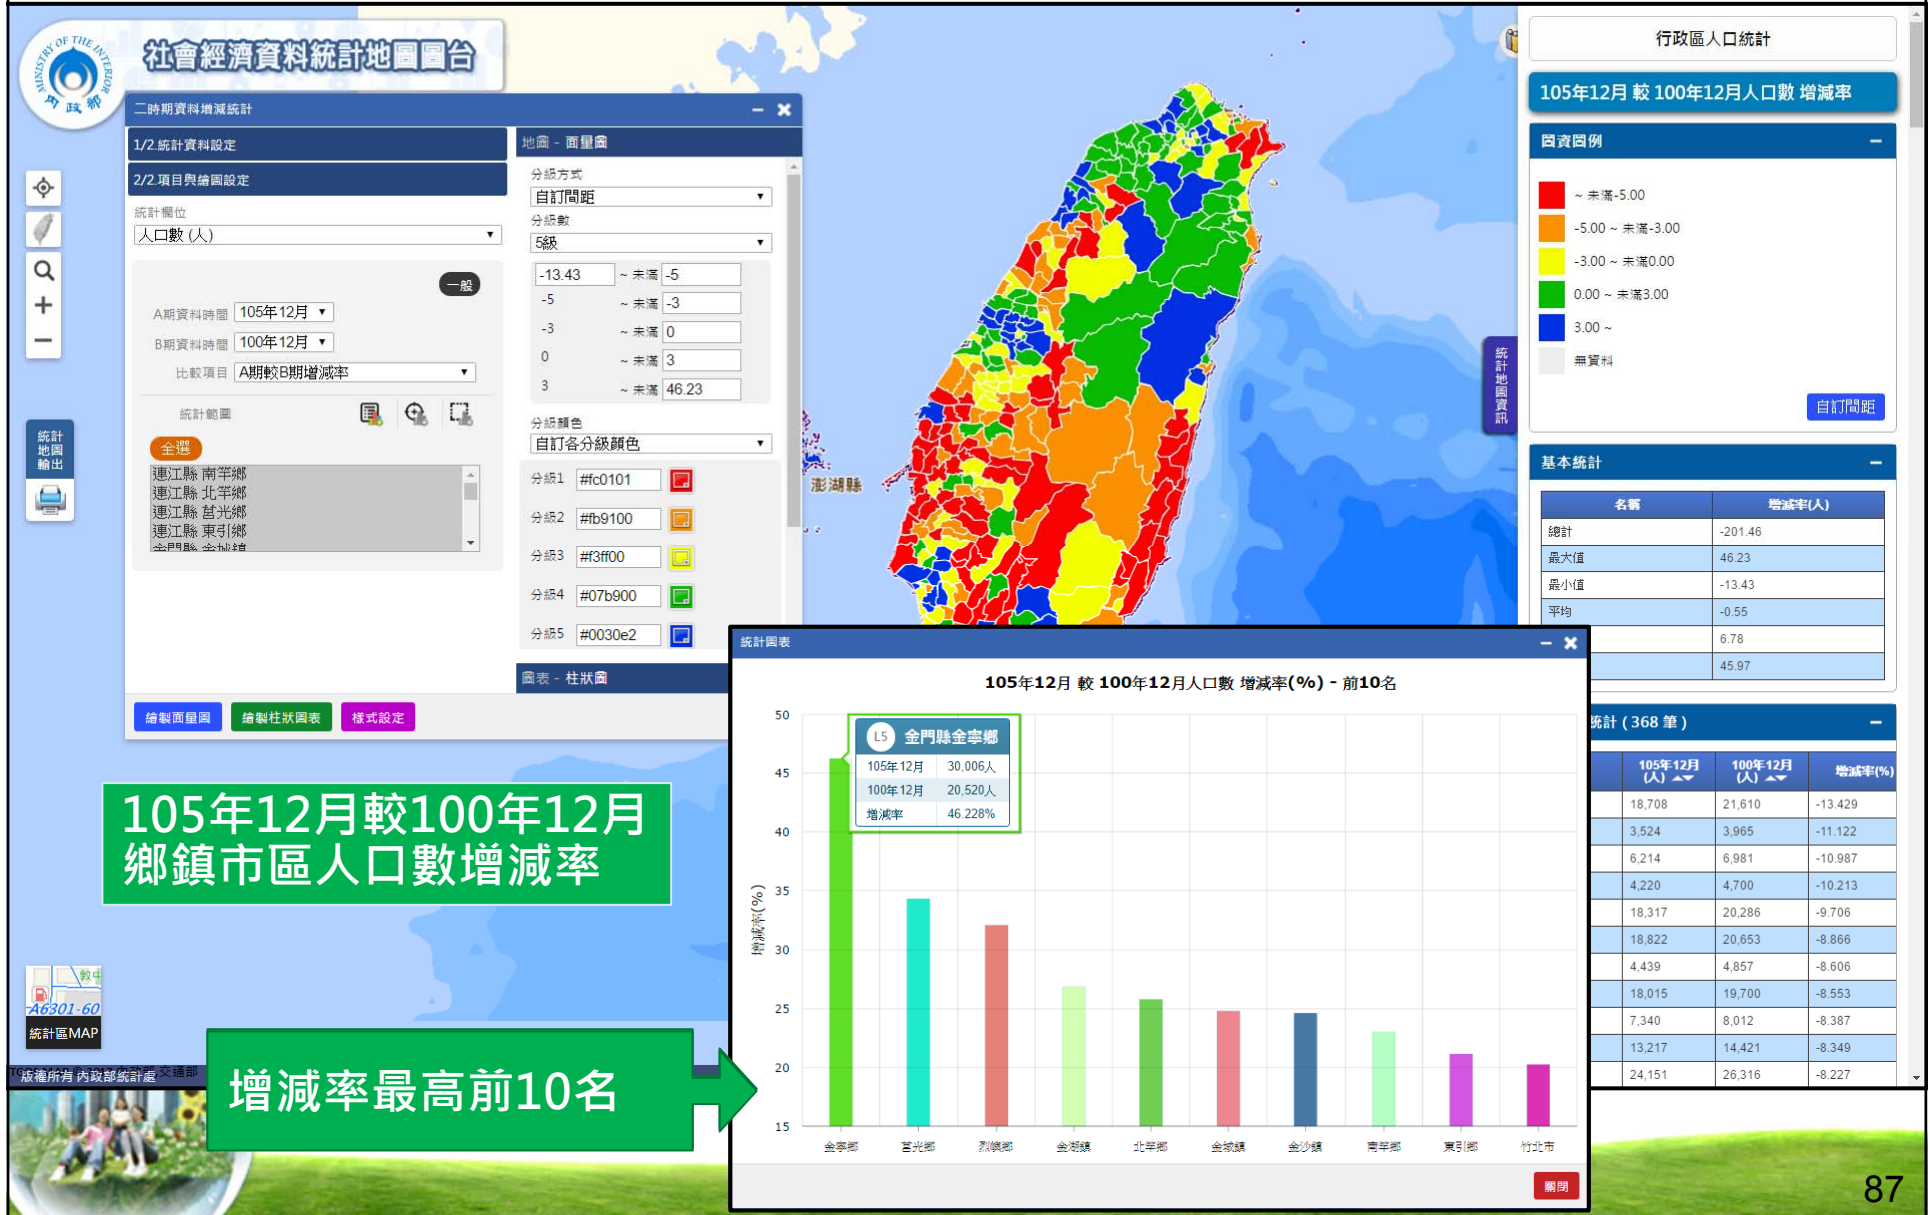 MINISTRY OF THE INTERIOR
內政部
社會經濟資料統計地圖圖台
二時期資料增減統計
1/2.統計資料設定
2/2.項目與繪圖設定
統計欄位
人口數 (人)
一般
A期資料時間 105年12月
B期資料時間 100年12月
比較項目 A期較B期增減率
統計範圍
全選
連江縣 南竿鄉
連江縣 北竿鄉
連江縣 莒光鄉
連江縣 東引鄉
金門縣 金城鎮
繪製面量圖 繪製柱狀圖表 樣式設定
地圖 - 面量圖
分級方式
自訂間距
分級數
5級
-13.43 ~ 未滿 -5
-5 ~ 未滿 -3
-3 ~ 未滿 0
0 ~ 未滿 3
3 ~ 未滿 46.23
分級顏色
自訂各分級顏色
分級1 #fc0101
分級2 #fb9100
分級3 #f3ff00
分級4 #07b900
分級5 #0030e2
圖表 - 柱狀圖
統計
地圖
輸出
澎湖縣
統計地圖資訊
行政區人口統計
105年12月 較 100年12月人口數 增減率
圖資圖例
~ 未滿-5.00
-5.00 ~ 未滿-3.00
-3.00 ~ 未滿0.00
0.00 ~ 未滿3.00
3.00 ~
無資料
自訂間距
基本統計
名稱 增減率(人)
總計 -201.46
最大值 46.23
最小值 -13.43
平均 -0.55
6.78
45.97
統計 ( 368 筆 )
105年12月(人) 100年12月(人) 增減率(%)
18,708 21,610 -13.429
3,524 3,965 -11.122
6,214 6,981 -10.987
4,220 4,700 -10.213
18,317 20,286 -9.706
18,822 20,653 -8.866
4,439 4,857 -8.606
18,015 19,700 -8.553
7,340 8,012 -8.387
13,217 14,421 -8.349
24,151 26,316 -8.227
統計圖表
105年12月 較 100年12月人口數 增減率(%) - 前10名
增減率(%)
50
45
40
35
30
25
20
15
L5 金門縣金寧鄉
105年12月 30,006人
100年12月 20,520人
增減率 46.228%
金寧鄉 莒光鄉 烈嶼鄉 金湖鎮 北竿鄉 金城鎮 金沙鎮 南竿鄉 東引鄉 竹北市
關閉
105年12月較100年12月
鄉鎮市區人口數增減率
增減率最高前10名
A6301-60
統計區MAP
版權所有 內政部統計處
87